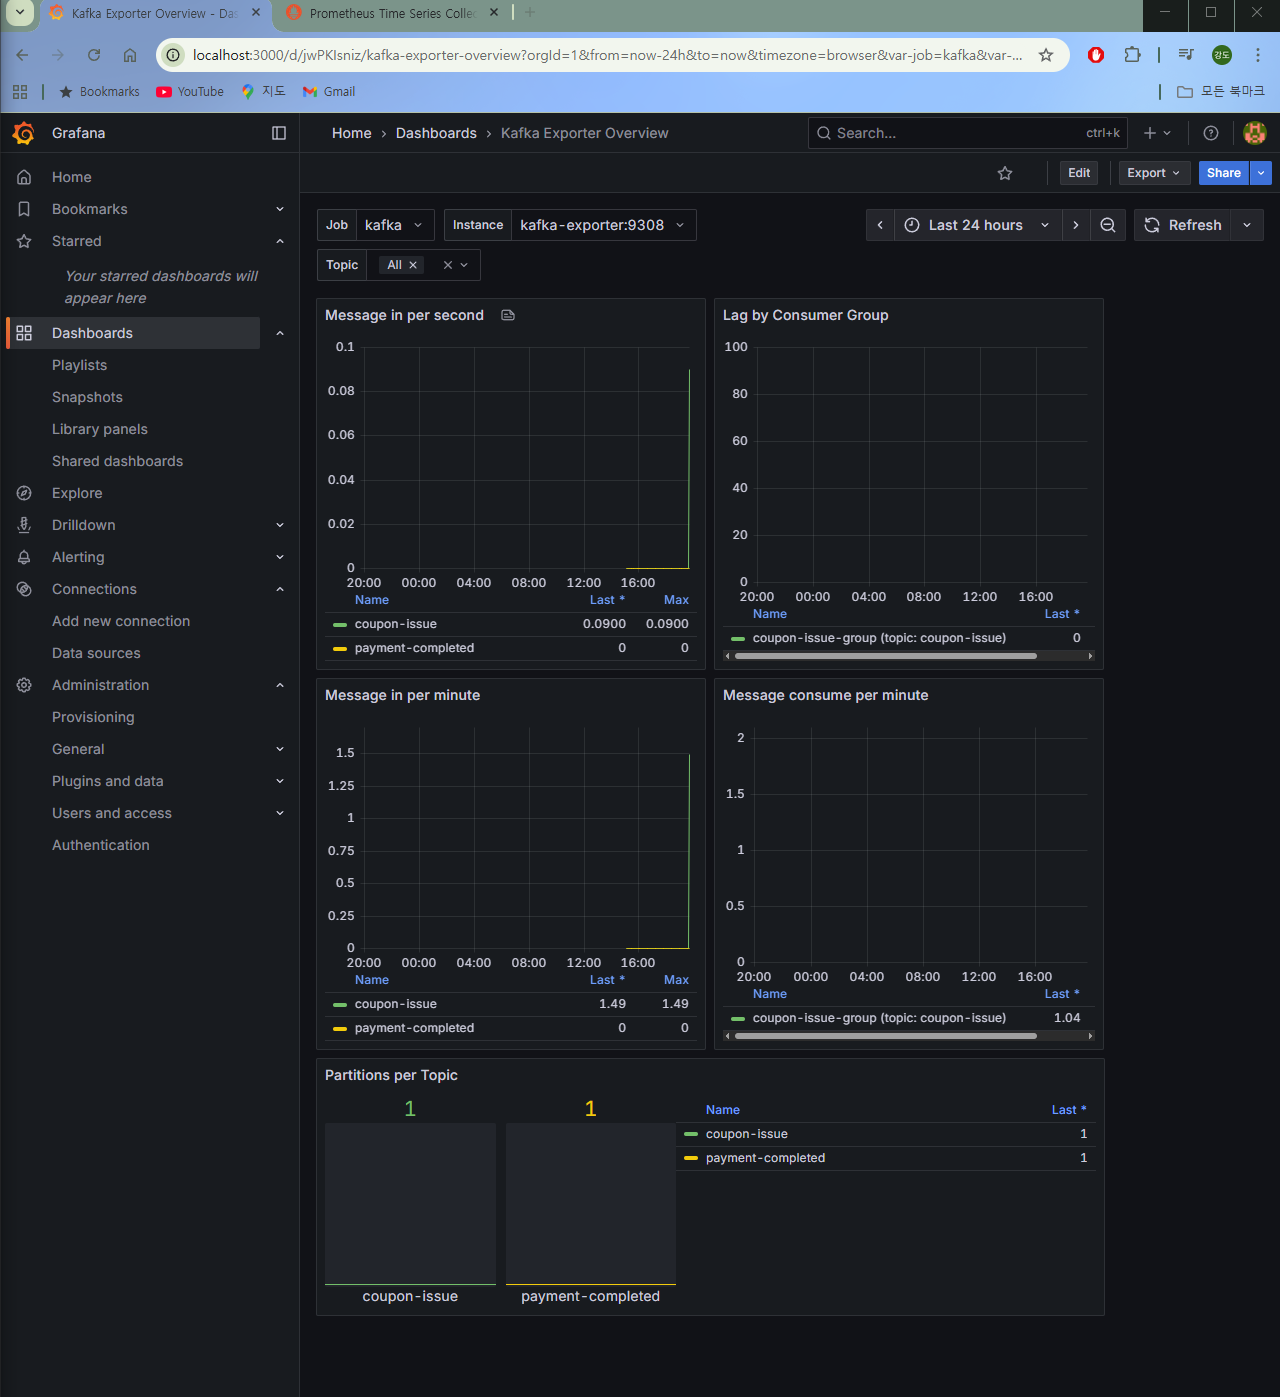 Kafka Exporter Overview - Da
Prometheus Time Series Colle
localhost:3000/d/jwPKIsniz/kafka-exporter-overview?orgId=1&from=now-24h&to=now&timezone=browser&var-job=kafka&var-...
강도
Bookmarks
YouTube
지도
Gmail
모든 북마크
Grafana
Home › Dashboards › Kafka Exporter Overview
Search...
ctrl+k
Home
Bookmarks
Starred
Your starred dashboards will
appear here
Dashboards
Playlists
Snapshots
Library panels
Shared dashboards
Explore
Drilldown
Alerting
Connections
Add new connection
Data sources
Administration
Provisioning
General
Plugins and data
Users and access
Authentication
Edit
Export
Share
Job kafka
Instance kafka-exporter:9308
Last 24 hours
Refresh
Topic All
Message in per second
0.1
0.08
0.06
0.04
0.02
0
20:00 00:00 04:00 08:00 12:00 16:00
Name Last * Max
coupon-issue 0.0900 0.0900
payment-completed 0 0
Lag by Consumer Group
100
80
60
40
20
0
20:00 00:00 04:00 08:00 12:00 16:00
Name Last *
coupon-issue-group (topic: coupon-issue) 0
Message in per minute
1.5
1.25
1
0.75
0.5
0.25
0
20:00 00:00 04:00 08:00 12:00 16:00
Name Last * Max
coupon-issue 1.49 1.49
payment-completed 0 0
Message consume per minute
2
1.5
1
0.5
0
20:00 00:00 04:00 08:00 12:00 16:00
Name Last *
coupon-issue-group (topic: coupon-issue) 1.04
Partitions per Topic
1
1
coupon-issue
payment-completed
Name Last *
coupon-issue 1
payment-completed 1